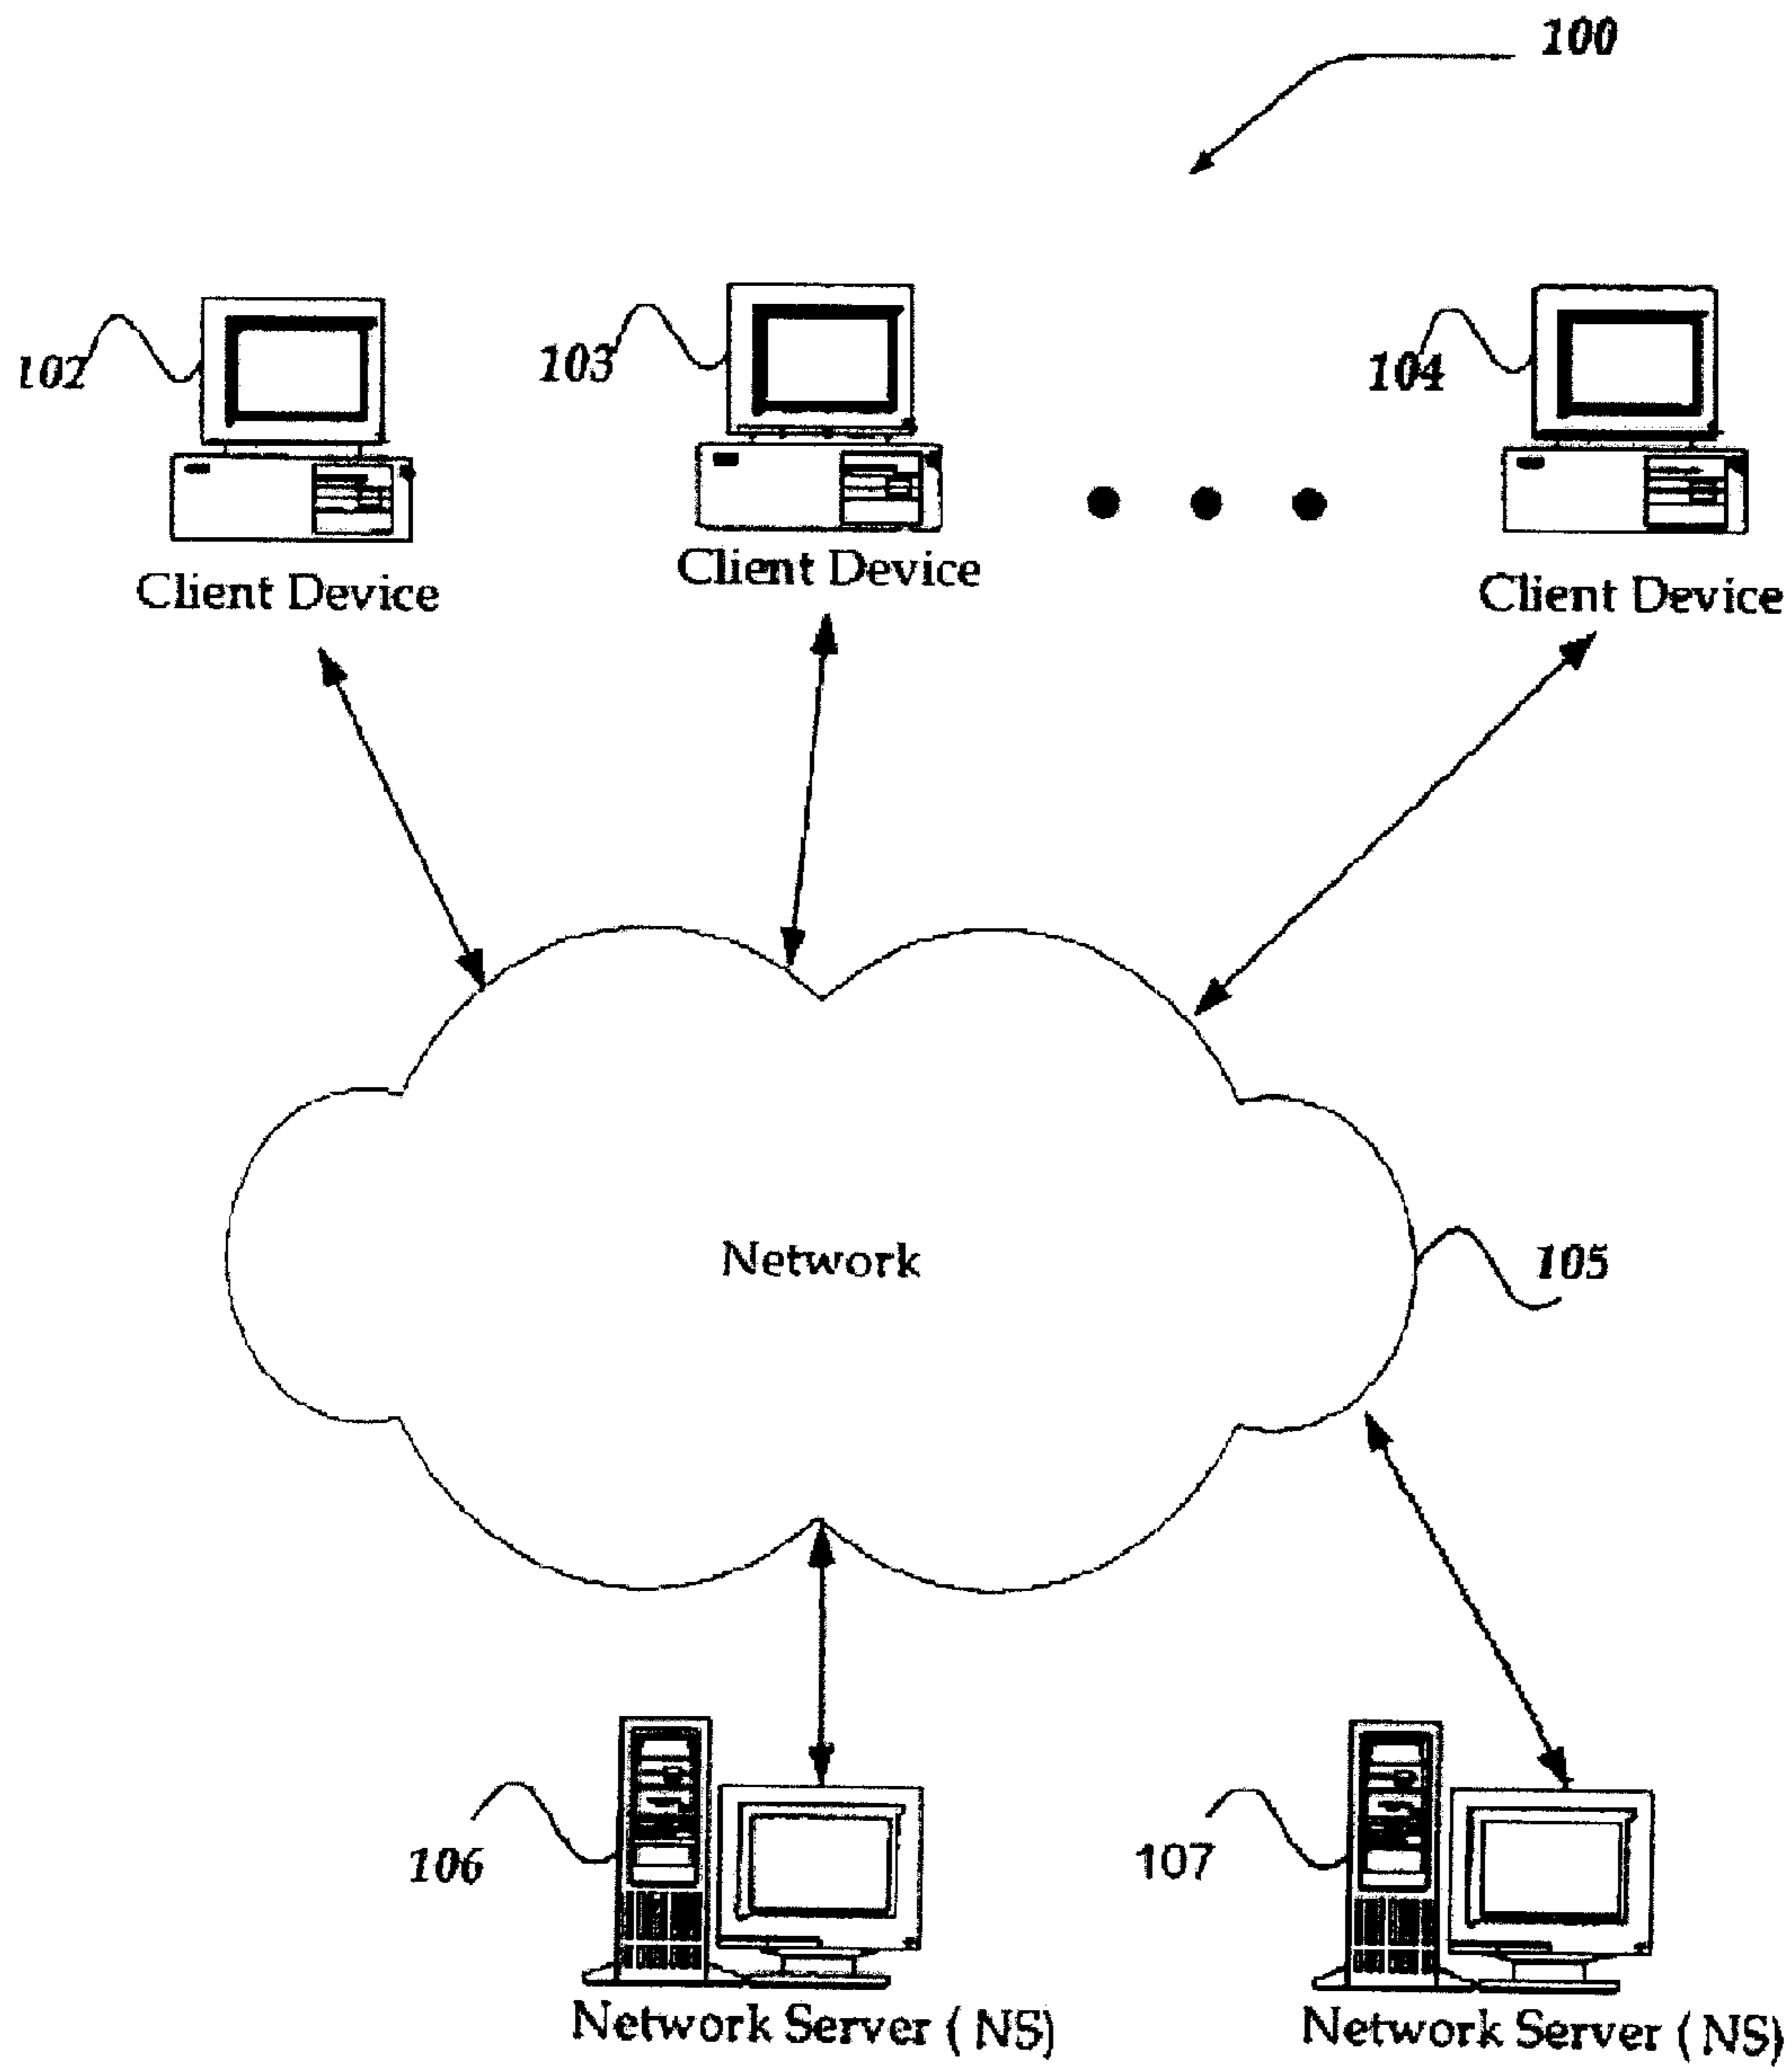 100
102
103
104
Client Device
Client Device
Client Device
Network
105
106
107
Network Server ( NS)
Network Server ( NS)